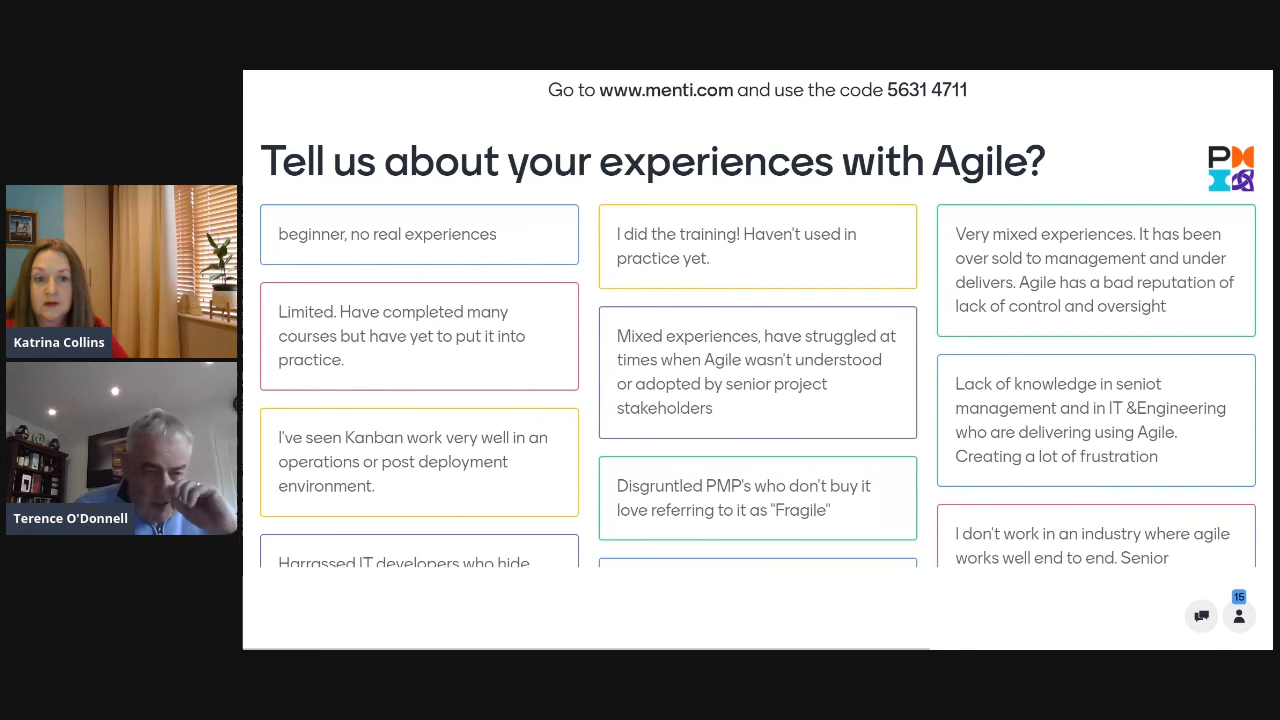 Go to www.menti.com and use the code 5631 4711
Tell us about your experiences with Agile?
PM
beginner, no real experiences
Limited. Have completed many
courses but have yet to put it into
practice.
I've seen Kanban work very well in an
operations or post deployment
environment.
Harrassed IT developers who hide
I did the training! Haven't used in
practice yet.
Mixed experiences, have struggled at
times when Agile wasn't understood
or adopted by senior project
stakeholders
Disgruntled PMP's who don't buy it
love referring to it as "Fragile"
Very mixed experiences. It has been
over sold to management and under
delivers. Agile has a bad reputation of
lack of control and oversight
Lack of knowledge in seniot
management and in IT &Engineering
who are delivering using Agile.
Creating a lot of frustration
I don't work in an industry where agile
works well end to end. Senior
15
Katrina Collins
Terence O'Donnell